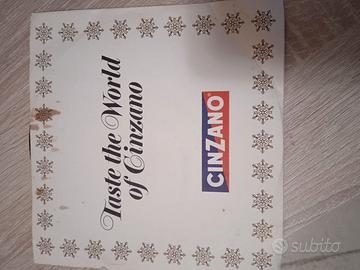 Taste the World
of Cinzano
CINZANO®
subito